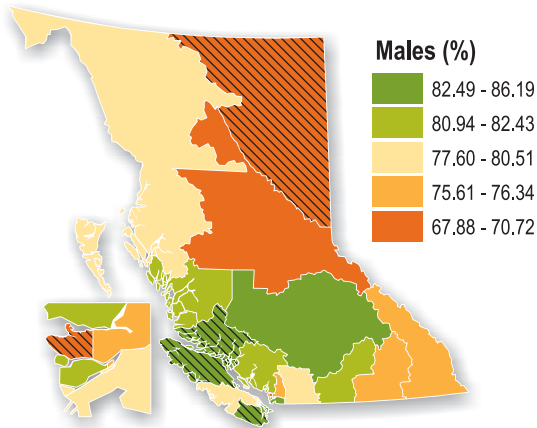 Males (%)
82.49 - 86.19
80.94 - 82.43
77.60 - 80.51
75.61 - 76.34
67.88 - 70.72